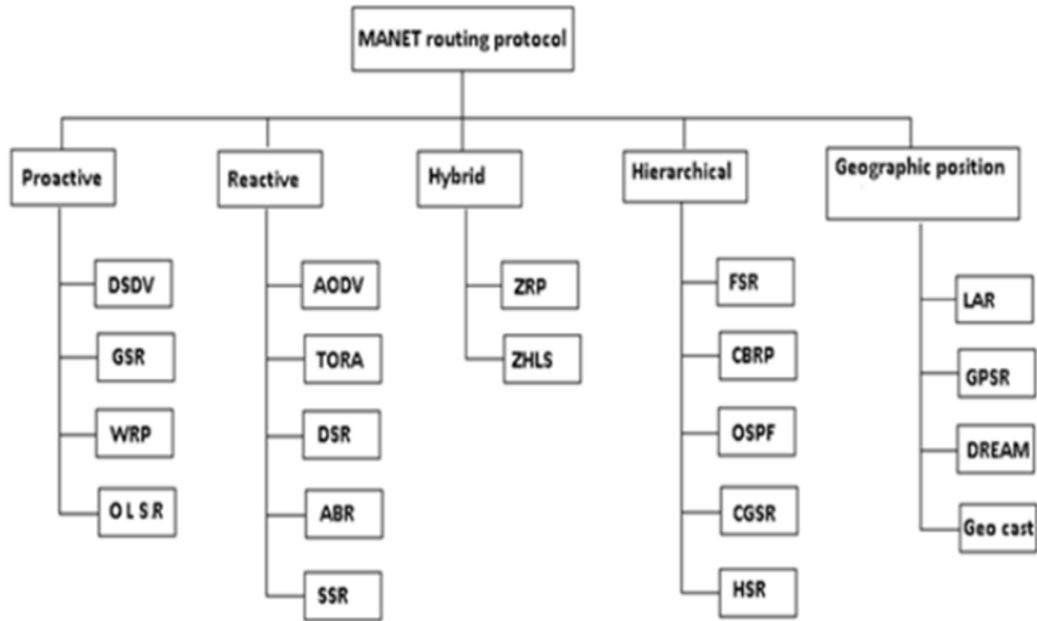 MANET routing protocol
Proactive
Reactive
Hybrid
Hierarchical
Geographic position
DSDV
GSR
WRP
O L S.R
AODV
TORA
DSR
ABR
SSR
ZRP
ZHLS
FSR
CBRP
OSPF
CGSR
HSR
LAR
GPSR
DREAM
Geo cast